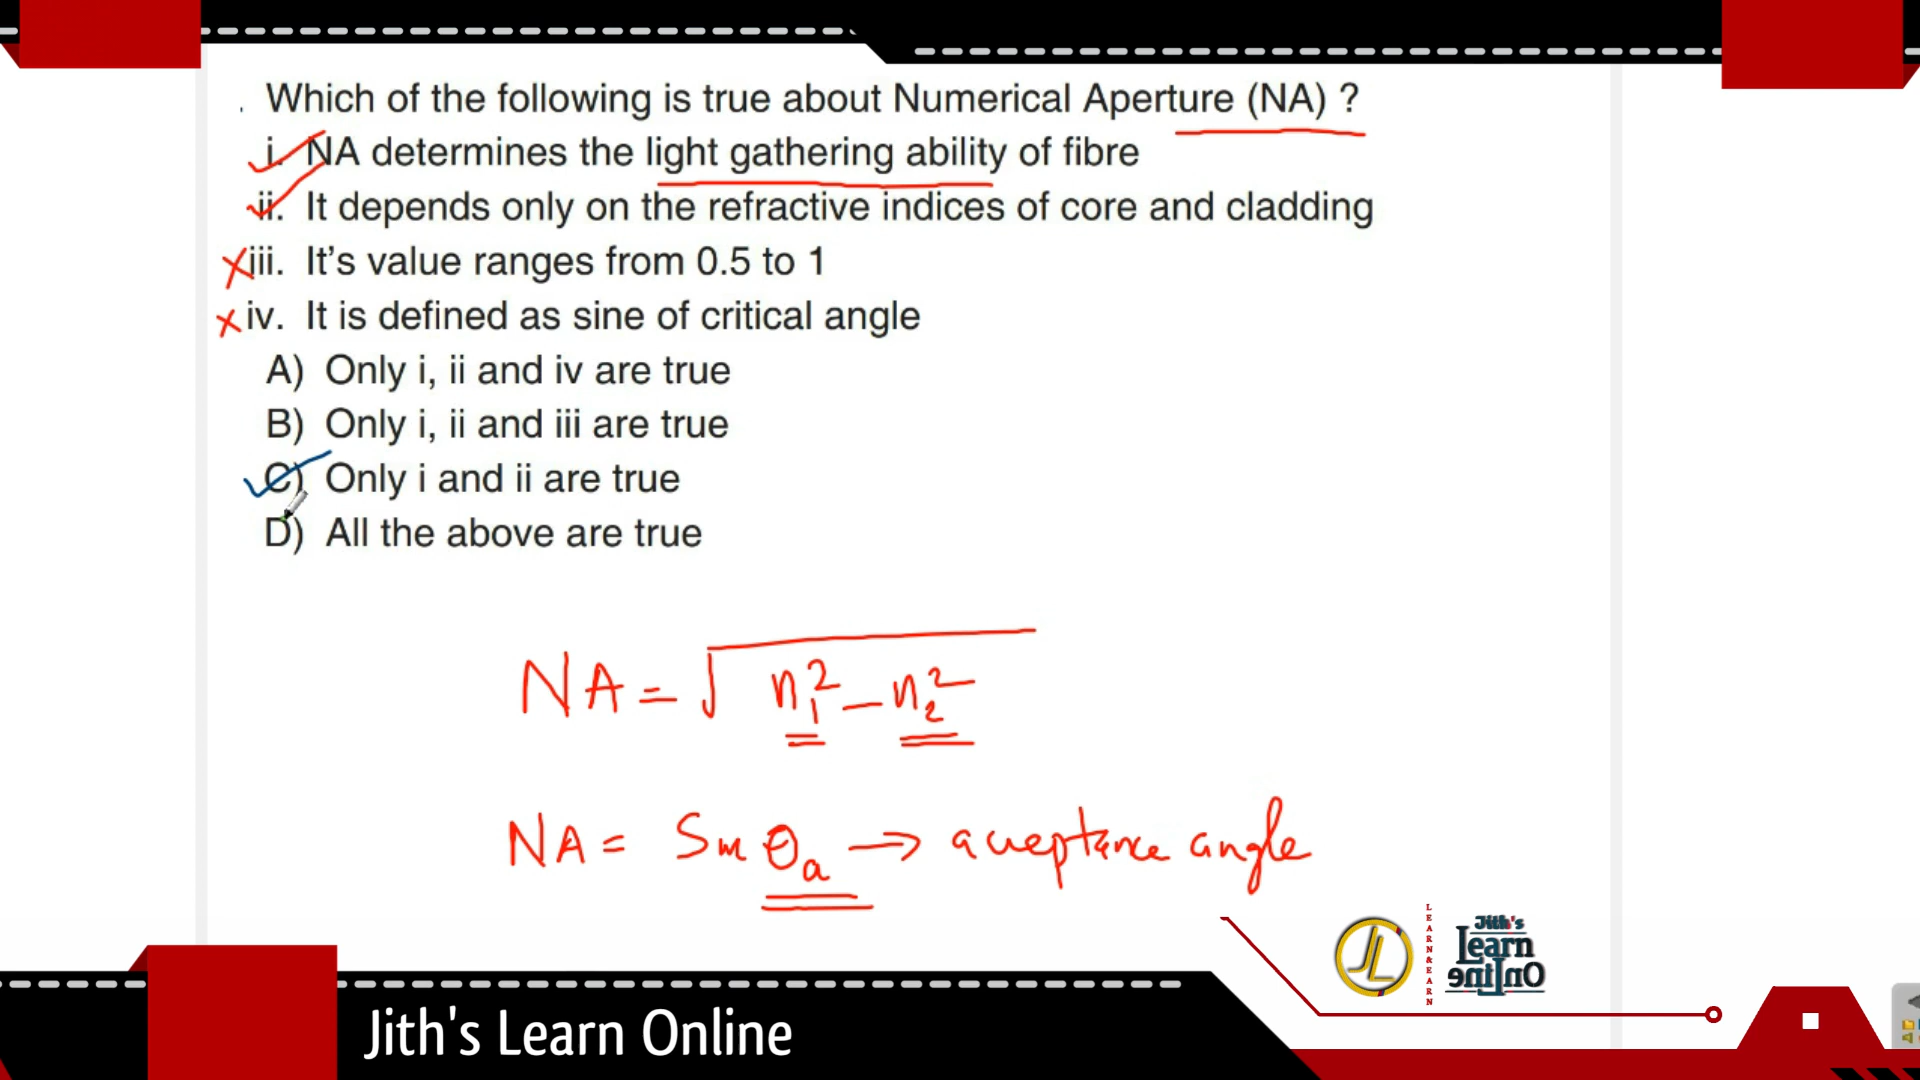 Which of the following is true about Numerical Aperture (NA) ?
i. NA determines the light gathering ability of fibre
ii. It depends only on the refractive indices of core and cladding
iii. It's value ranges from 0.5 to 1
iv. It is defined as sine of critical angle
A) Only i, ii and iv are true
B) Only i, ii and iii are true
C) Only i and ii are true
D) All the above are true
NA = √ n₁² – n₂²
NA = Sin θa → acceptance angle
LEARN & EARN
JL
Jith's
Learn
OnLine
Jith's Learn Online